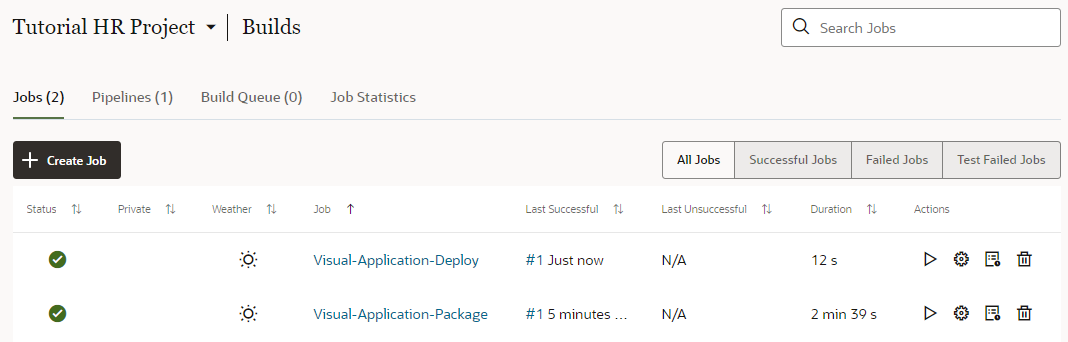 Tutorial HR Project Builds
Search Jobs
Jobs (2) Pipelines (1) Build Queue (0) Job Statistics
Create Job All Jobs Successful Jobs Failed Jobs Test Failed Jobs
Status Private Weather Job Last Successful Last Unsuccessful Duration Actions
Visual-Application-Deploy #1 Just now N/A 12 s
Visual-Application-Package #1 5 minutes ... N/A 2 min 39 s